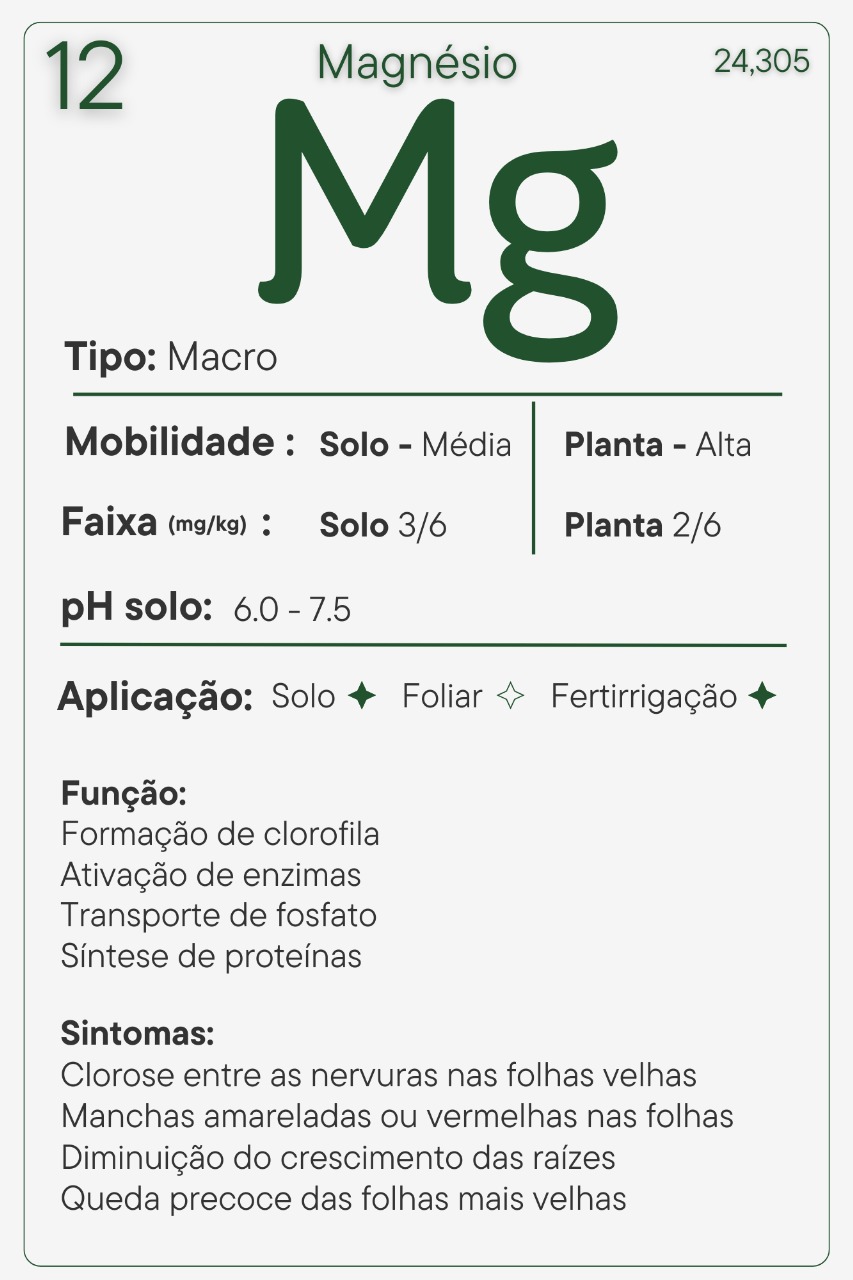 12 Magnésio 24,305
Mg
Tipo: Macro
Mobilidade : Solo - Média Planta - Alta
Faixa (mg/kg) : Solo 3/6 Planta 2/6
pH solo: 6.0 - 7.5
Aplicação: Solo Foliar Fertirrigação
Função:
Formação de clorofila
Ativação de enzimas
Transporte de fosfato
Síntese de proteínas
Sintomas:
Clorose entre as nervuras nas folhas velhas
Manchas amareladas ou vermelhas nas folhas
Diminuição do crescimento das raízes
Queda precoce das folhas mais velhas